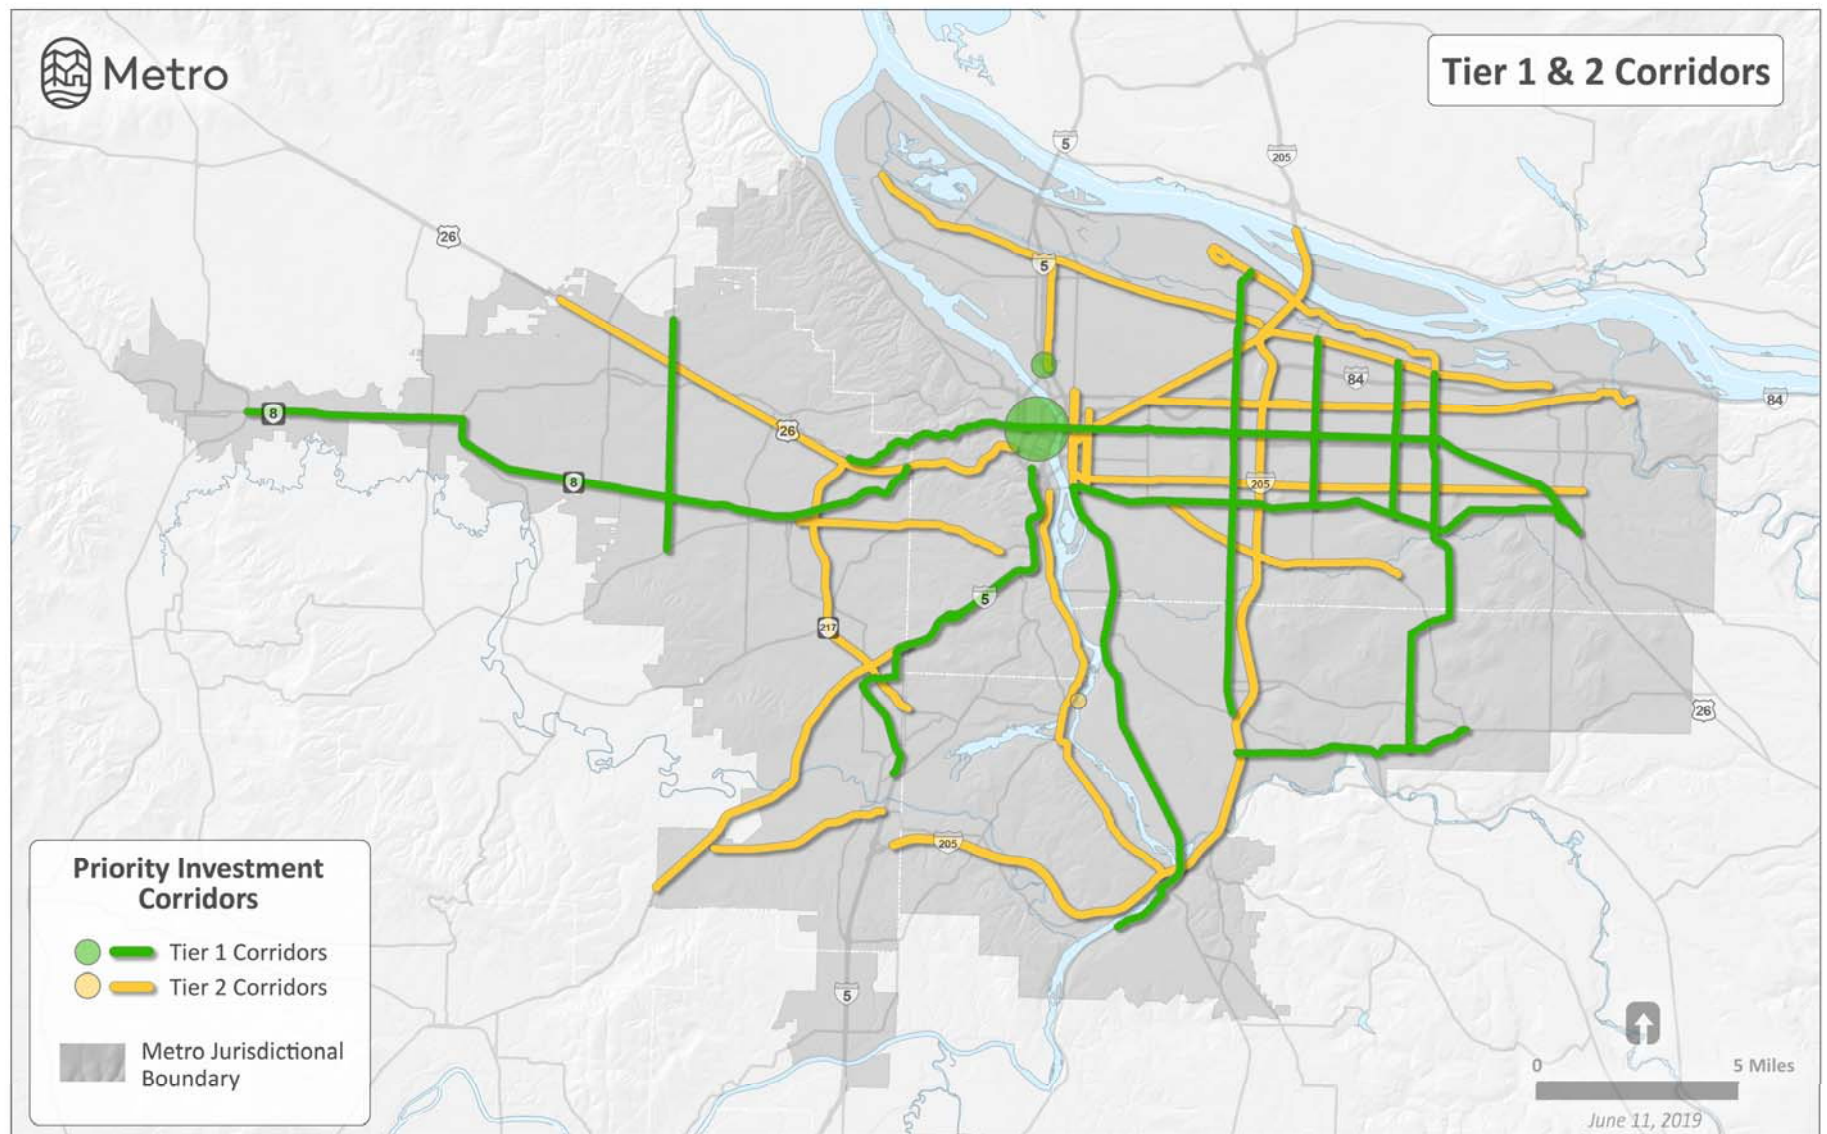 Metro
Tier 1 & 2 Corridors
5
205
26
5
84
84
8
26
8
205
5
217
26
205
5
Priority Investment
Corridors
Tier 1 Corridors
Tier 2 Corridors
Metro Jurisdictional
Boundary
0 5 Miles
June 11, 2019